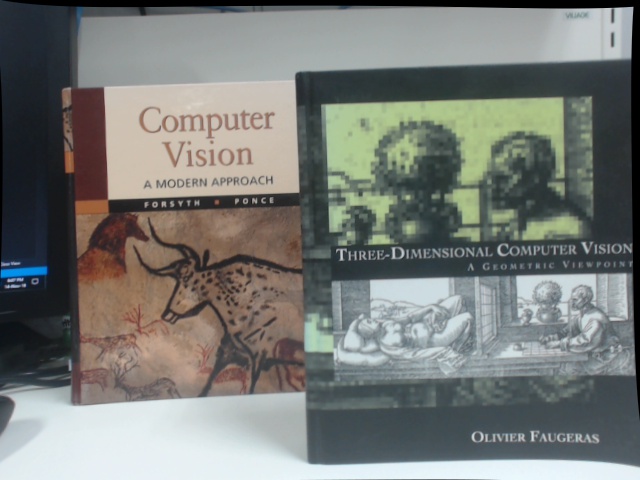 Computer
Vision
A MODERN APPROACH
FORSYTH ▪ PONCE
THREE-DIMENSIONAL COMPUTER VISION
A GEOMETRIC VIEWPOINT
OLIVIER FAUGERAS